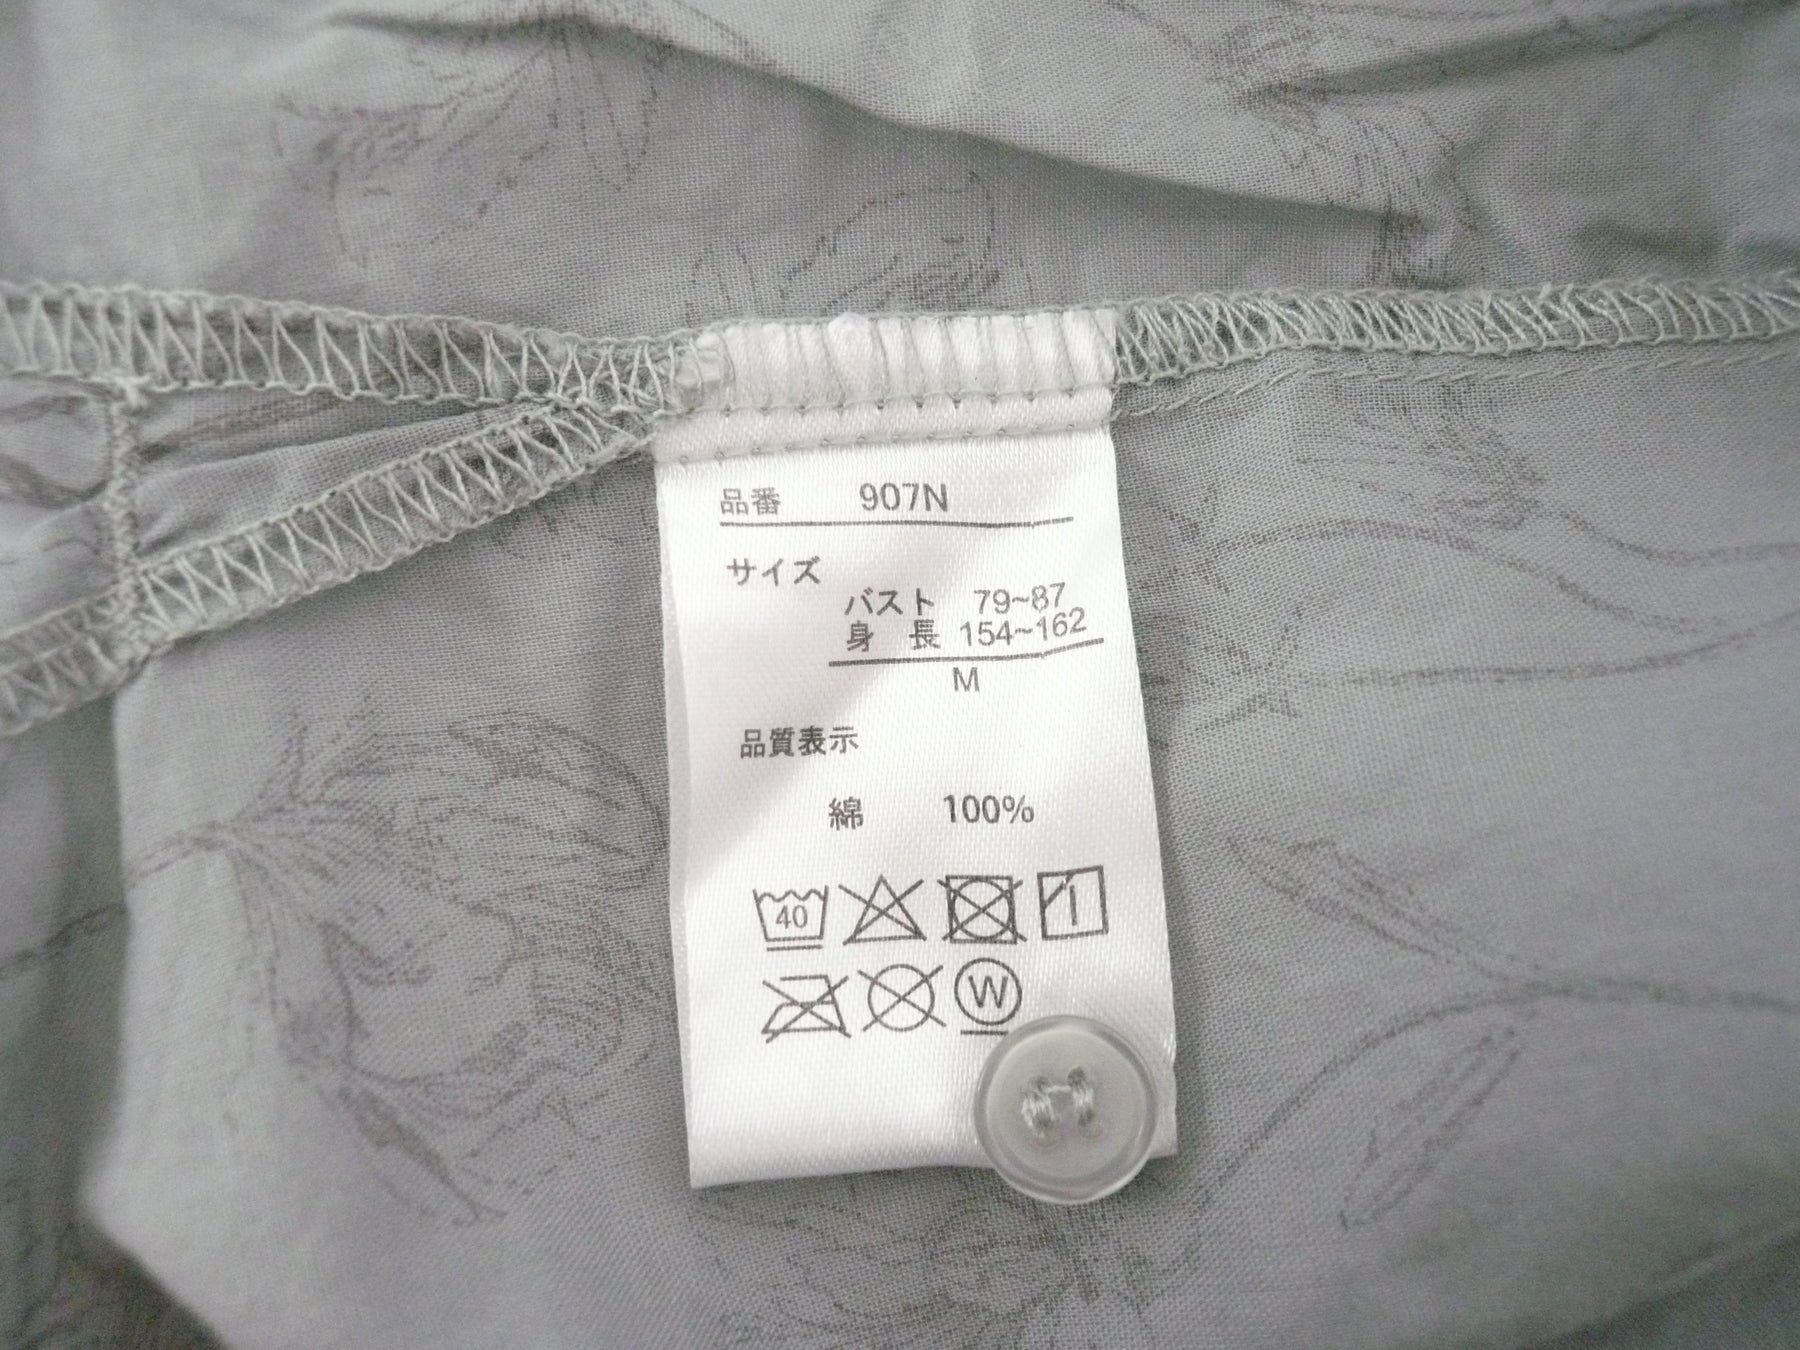 品番 907N
サイズ
バスト 79~87
身 長 154~162
M
品質表示
綿 100%
40
W